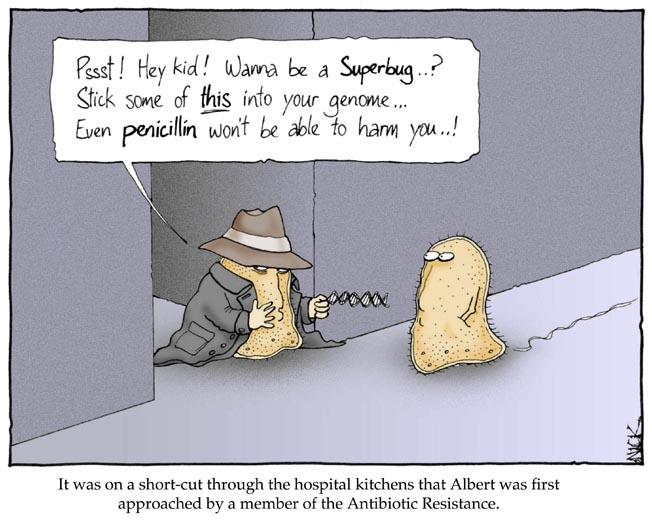 Pssst! Hey kid! Wanna be a Superbug..?
Stick some of this into your genome...
Even penicillin won't be able to harm you..!
NICK
It was on a short-cut through the hospital kitchens that Albert was first
approached by a member of the Antibiotic Resistance.